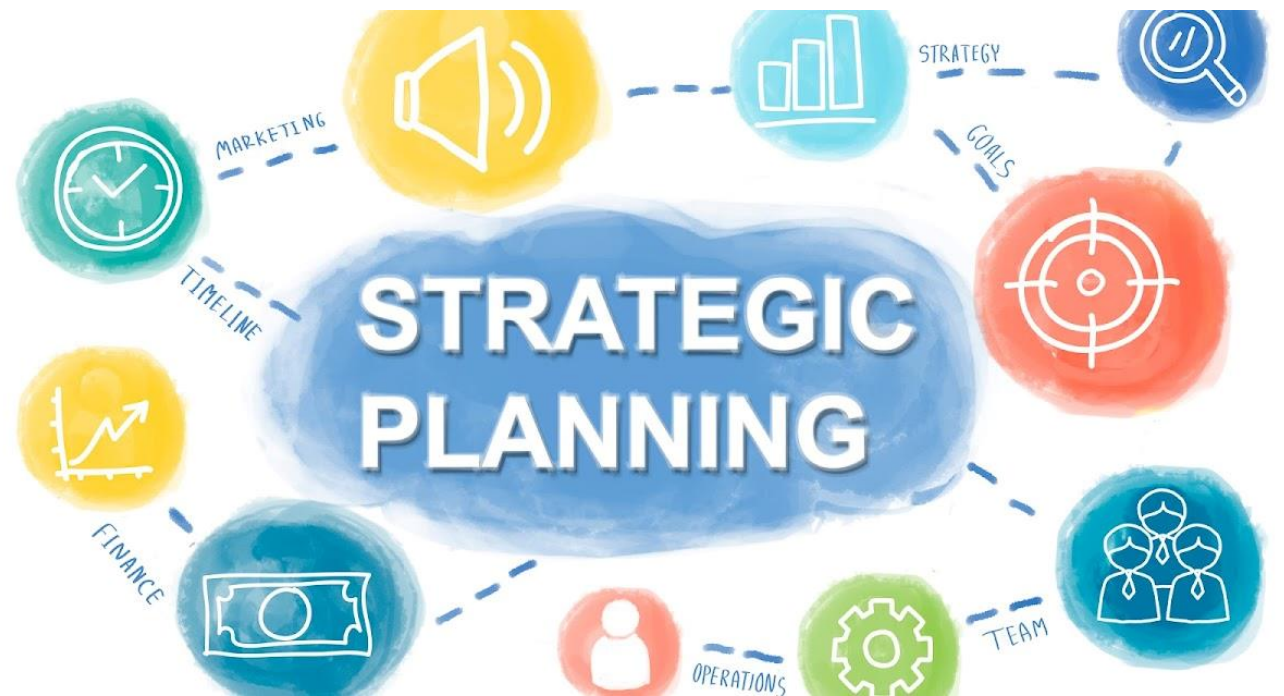 STRATEGY
MARKETING
GOALS
TIMELINE
STRATEGIC
PLANNING
FINANCE
TEAM
OPERATIONS